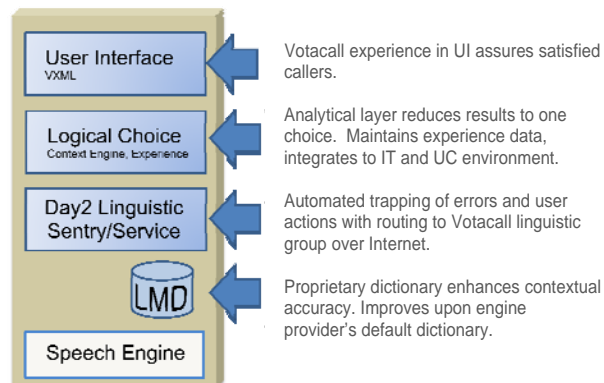 User Interface
VXML
Votacall experience in UI assures satisfied
callers.
Logical Choice
Context Engine, Experience
Analytical layer reduces results to one
choice. Maintains experience data,
integrates to IT and UC environment.
Day2 Linguistic
Sentry/Service
Automated trapping of errors and user
actions with routing to Votacall linguistic
group over Internet.
LMD
Proprietary dictionary enhances contextual
accuracy. Improves upon engine
provider's default dictionary.
Speech Engine